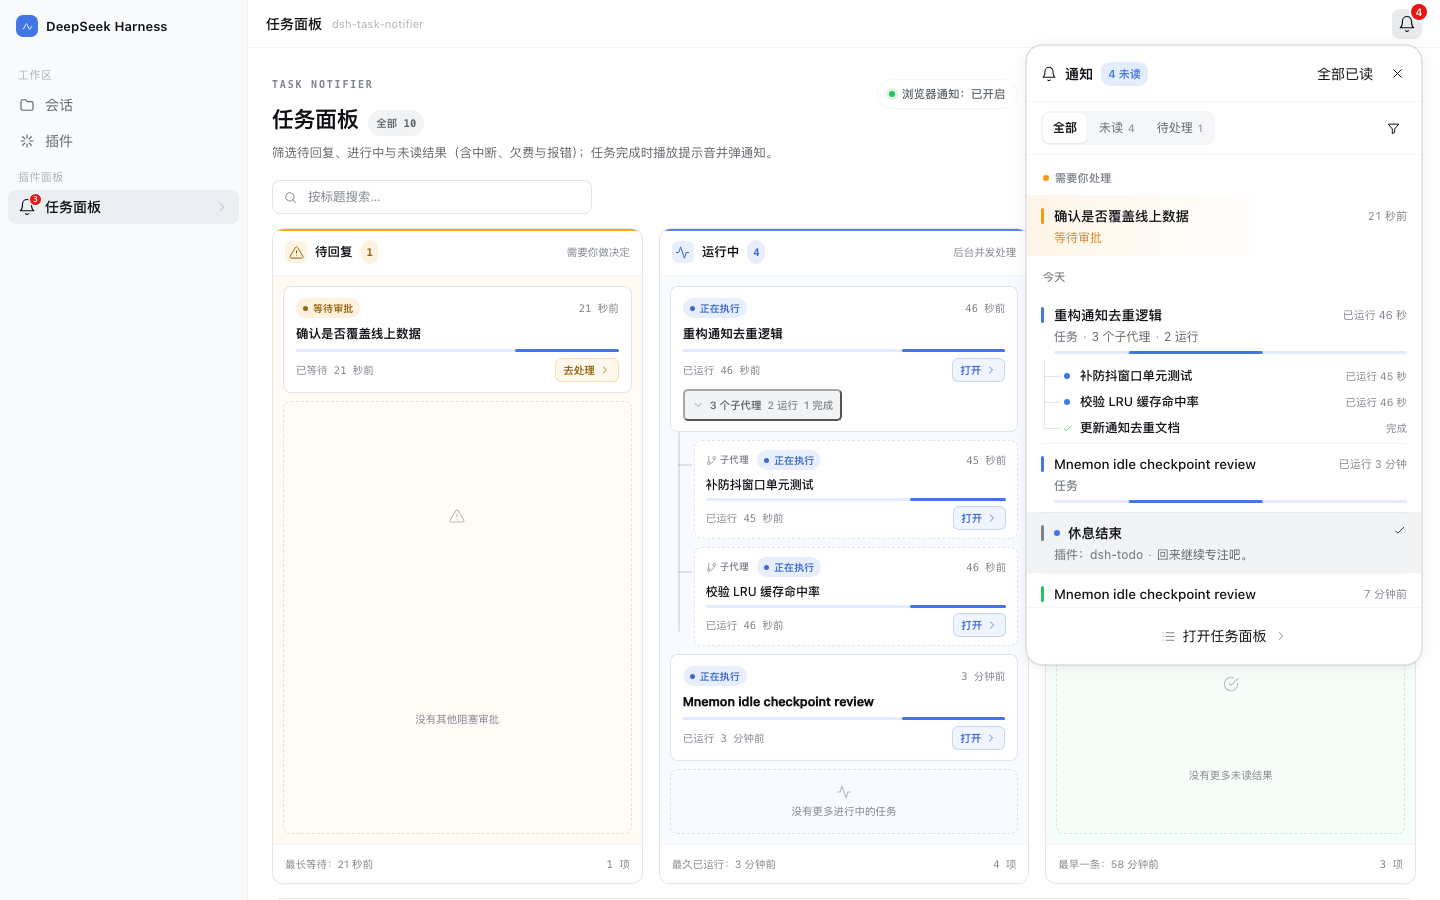 DeepSeek Harness
工作区
会话
插件
插件面板
3
任务面板
任务面板 dsh-task-notifier
4
TASK NOTIFIER
任务面板 全部 10
浏览器通知：已开启
筛选待回复、进行中与未读结果（含中断、欠费与报错）；任务完成时播放提示音并弹通知。
按标题搜索...
待回复 1 需要你做决定
等待审批 21 秒前
确认是否覆盖线上数据
已等待 21 秒前 去处理
没有其他阻塞审批
最长等待：21 秒前 1 项
运行中 4 后台并发处理
正在执行 46 秒前
重构通知去重逻辑
已运行 46 秒前 打开
3 个子代理 2 运行 1 完成
子代理 正在执行 45 秒前
补防抖窗口单元测试
已运行 45 秒前 打开
子代理 正在执行 46 秒前
校验 LRU 缓存命中率
已运行 46 秒前 打开
正在执行 3 分钟前
Mnemon idle checkpoint review
已运行 3 分钟前 打开
没有更多进行中的任务
最久已运行：3 分钟前 4 项
没有更多未读结果
最早一条：58 分钟前 3 项
通知 4 未读 全部已读
全部 未读 4 待处理 1
需要你处理
确认是否覆盖线上数据 21 秒前
等待审批
今天
重构通知去重逻辑 已运行 46 秒
任务 · 3 个子代理 · 2 运行
补防抖窗口单元测试 已运行 45 秒
校验 LRU 缓存命中率 已运行 46 秒
更新通知去重文档 完成
Mnemon idle checkpoint review 已运行 3 分钟
任务
休息结束
插件：dsh-todo · 回来继续专注吧。
Mnemon idle checkpoint review 7 分钟前
打开任务面板